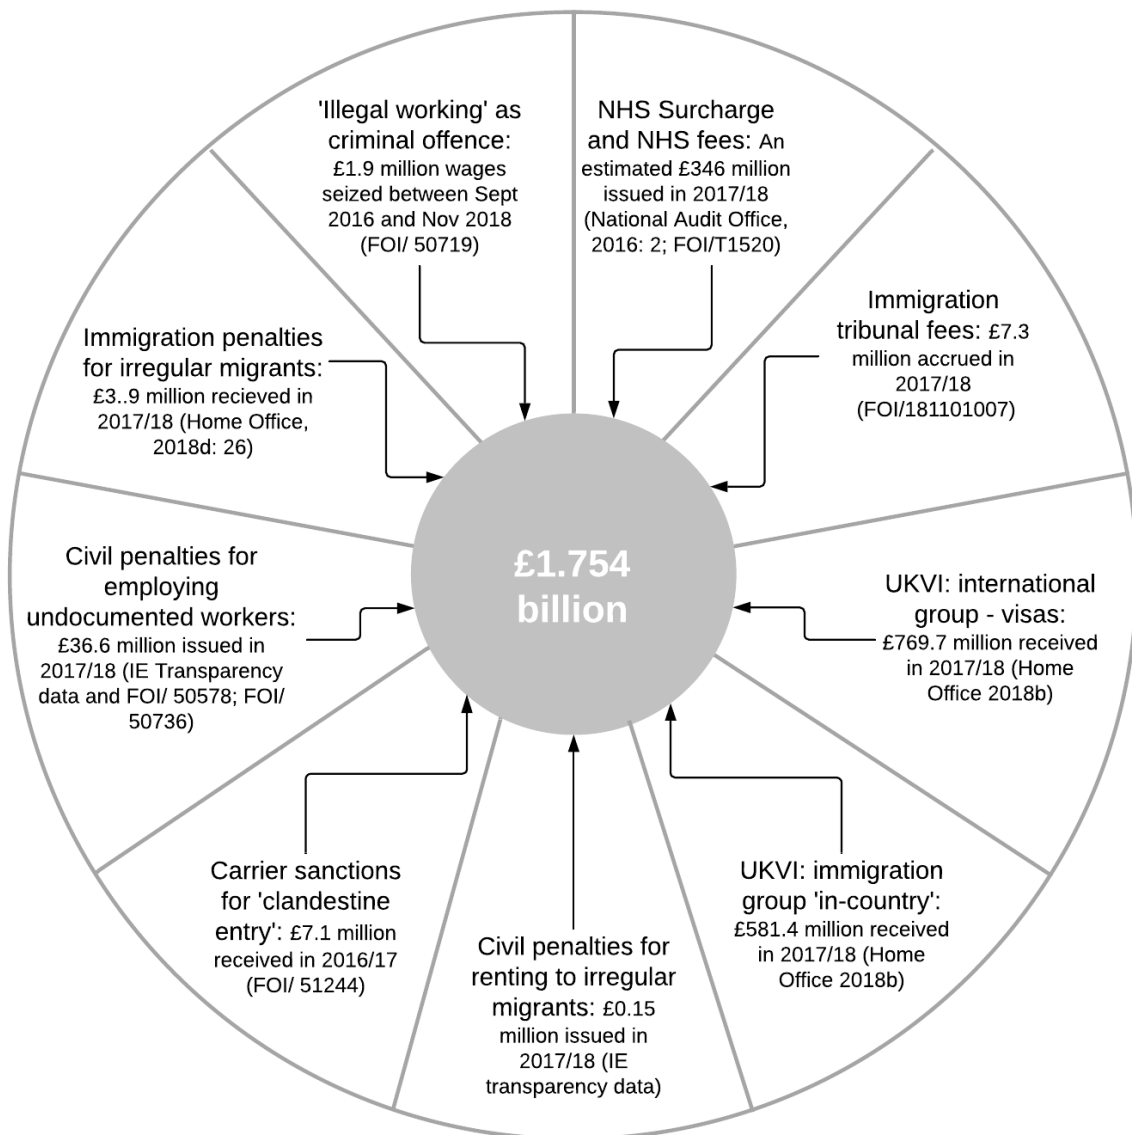 'Illegal working' as
criminal offence:
£1.9 million wages
seized between Sept
2016 and Nov 2018
(FOI/ 50719)
NHS Surcharge
and NHS fees: An
estimated £346 million
issued in 2017/18
(National Audit Office,
2016: 2; FOI/T1520)
Immigration
tribunal fees: £7.3
million accrued in
2017/18
(FOI/181101007)
UKVI: international
group - visas:
£769.7 million received
in 2017/18 (Home
Office 2018b)
UKVI: immigration
group 'in-country':
£581.4 million received
in 2017/18 (Home
Office 2018b)
Civil penalties for
renting to irregular
migrants: £0.15
million issued in
2017/18 (IE
transparency data)
Carrier sanctions
for 'clandestine
entry': £7.1 million
received in 2016/17
(FOI/ 51244)
Civil penalties for
employing
undocumented workers:
£36.6 million issued in
2017/18 (IE Transparency
data and FOI/ 50578; FOI/
50736)
Immigration penalties
for irregular migrants:
£3..9 million recieved in
2017/18 (Home Office,
2018d: 26)
£1.754
billion